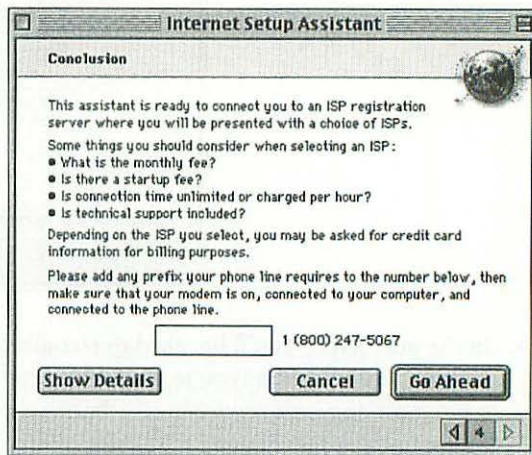 Internet Setup Assistant
Conclusion
This assistant is ready to connect you to an ISP registration
server where you will be presented with a choice of ISPs.
Some things you should consider when selecting an ISP:
● What is the monthly fee?
● Is there a startup fee?
● Is connection time unlimited or charged per hour?
● Is technical support included?
Depending on the ISP you select, you may be asked for credit card
information for billing purposes.
Please add any prefix your phone line requires to the number below, then
make sure that your modem is on, connected to your computer, and
connected to the phone line.
1 (800) 247-5067
Show Details Cancel Go Ahead
4